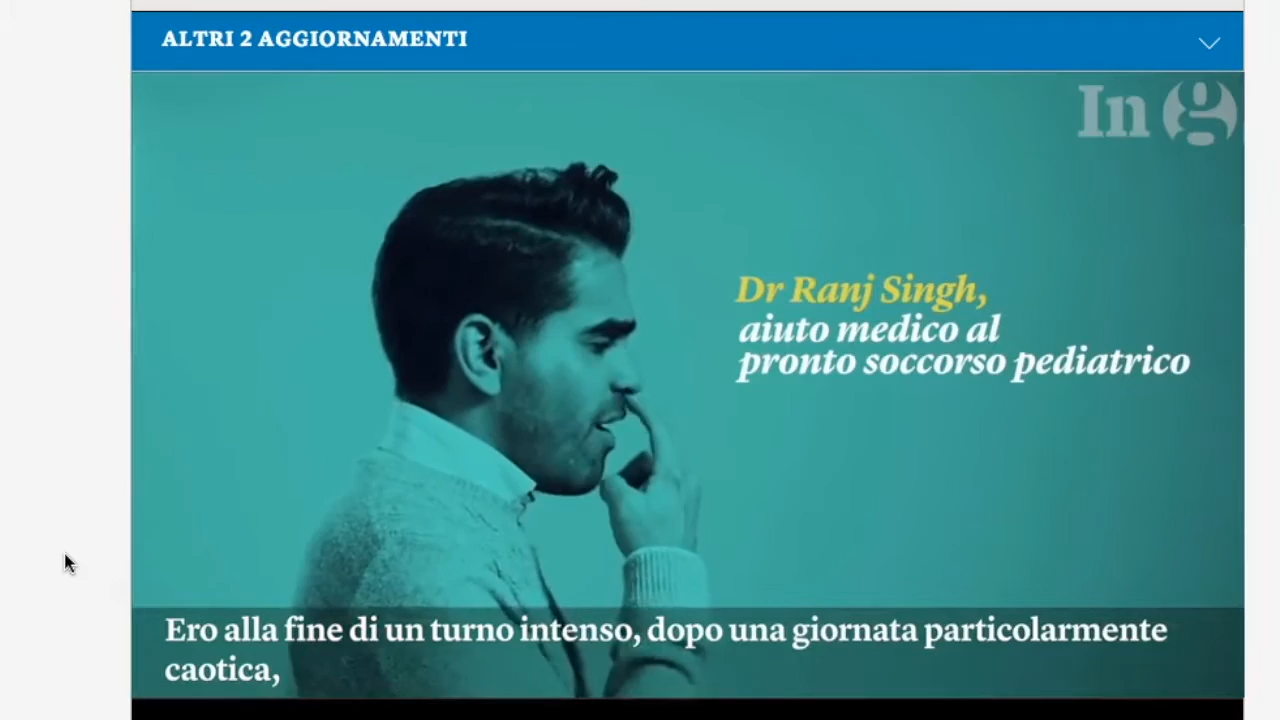 ALTRI 2 AGGIORNAMENTI
In g
Dr Ranj Singh,
aiuto medico al
pronto soccorso pediatrico
Ero alla fine di un turno intenso, dopo una giornata particolarmente
caotica,